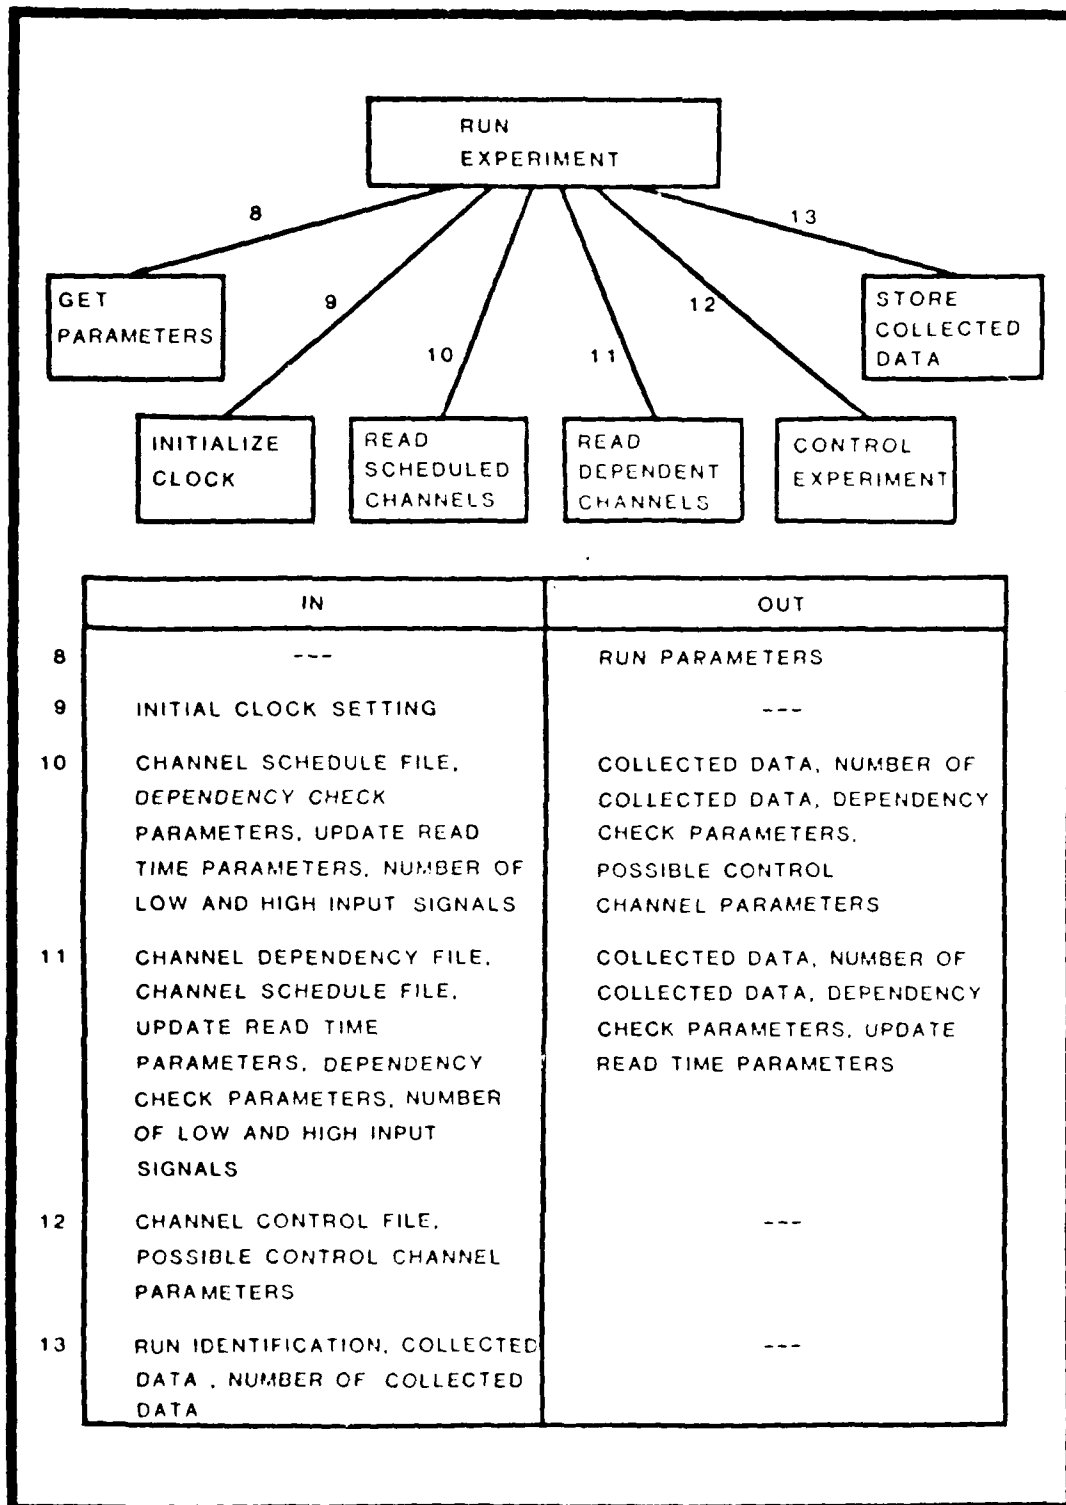 RUN
EXPERIMENT
8
13
GET
PARAMETERS
9
12
STORE
COLLECTED
DATA
10
11
INITIALIZE
CLOCK
READ
SCHEDULED
CHANNELS
READ
DEPENDENT
CHANNELS
CONTROL
EXPERIMENT
IN
OUT
8
---
RUN PARAMETERS
9
INITIAL CLOCK SETTING
---
10
CHANNEL SCHEDULE FILE,
DEPENDENCY CHECK
PARAMETERS, UPDATE READ
TIME PARAMETERS, NUMBER OF
LOW AND HIGH INPUT SIGNALS
COLLECTED DATA, NUMBER OF
COLLECTED DATA, DEPENDENCY
CHECK PARAMETERS,
POSSIBLE CONTROL
CHANNEL PARAMETERS
11
CHANNEL DEPENDENCY FILE,
CHANNEL SCHEDULE FILE,
UPDATE READ TIME
PARAMETERS, DEPENDENCY
CHECK PARAMETERS, NUMBER
OF LOW AND HIGH INPUT
SIGNALS
COLLECTED DATA, NUMBER OF
COLLECTED DATA, DEPENDENCY
CHECK PARAMETERS, UPDATE
READ TIME PARAMETERS
12
CHANNEL CONTROL FILE,
POSSIBLE CONTROL CHANNEL
PARAMETERS
---
13
RUN IDENTIFICATION, COLLECTED
DATA , NUMBER OF COLLECTED
DATA
---